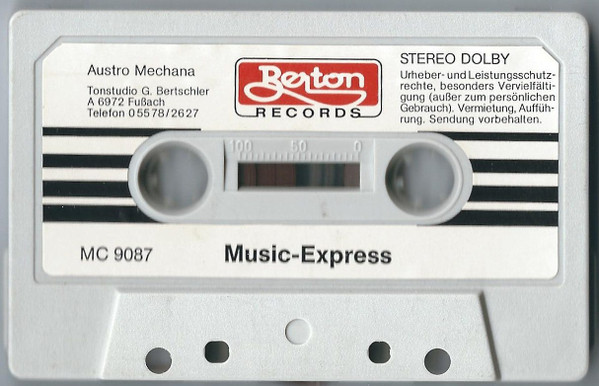 Austro Mechana
Tonstudio G. Bertschler
A 6972 Fußach
Telefon 05578/2627
Berton
RECORDS
STEREO DOLBY
Urheber- und Leistungsschutz-
rechte, besonders Vervielfälti-
gung (außer zum persönlichen
Gebrauch). Vermietung, Auffüh-
rung. Sendung vorbehalten.
100 50 0
MC 9087
Music-Express